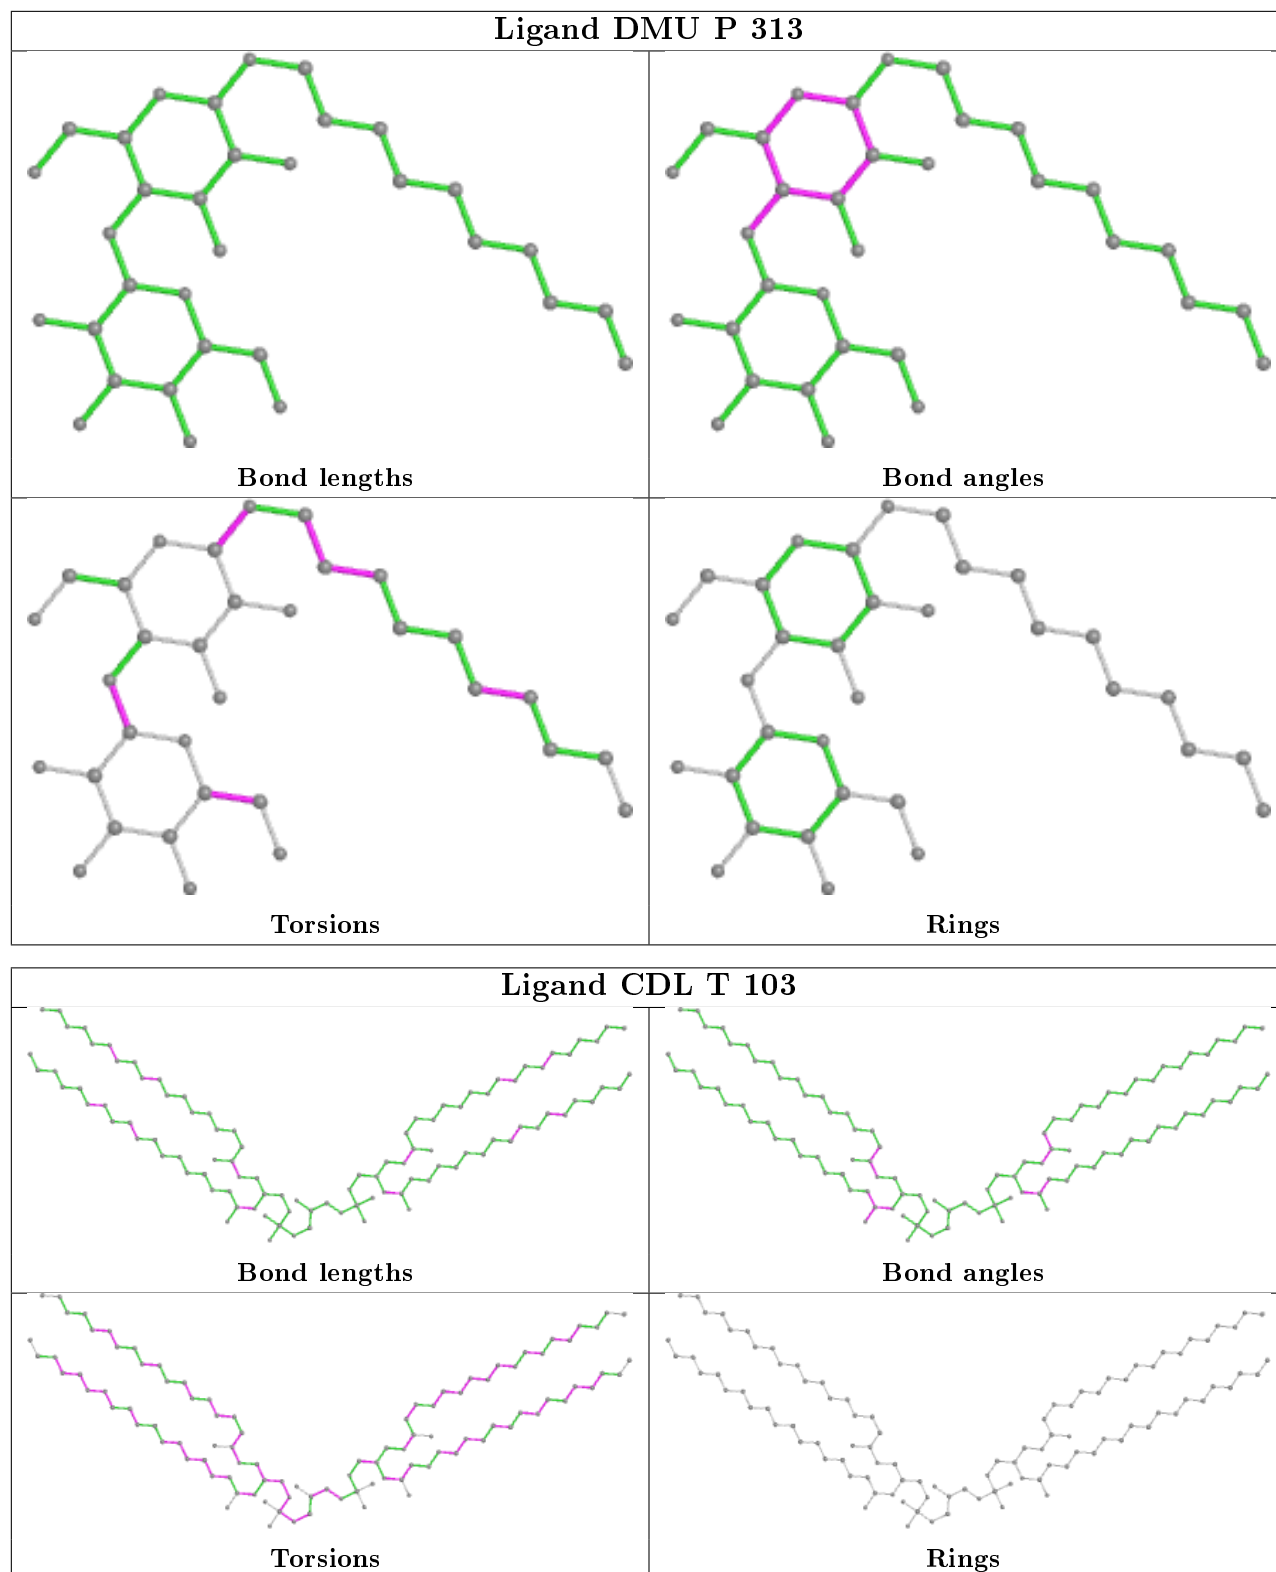 Ligand DMU P 313
Bond lengths
Bond angles
Torsions
Rings
Ligand CDL T 103
Bond lengths
Bond angles
Torsions
Rings